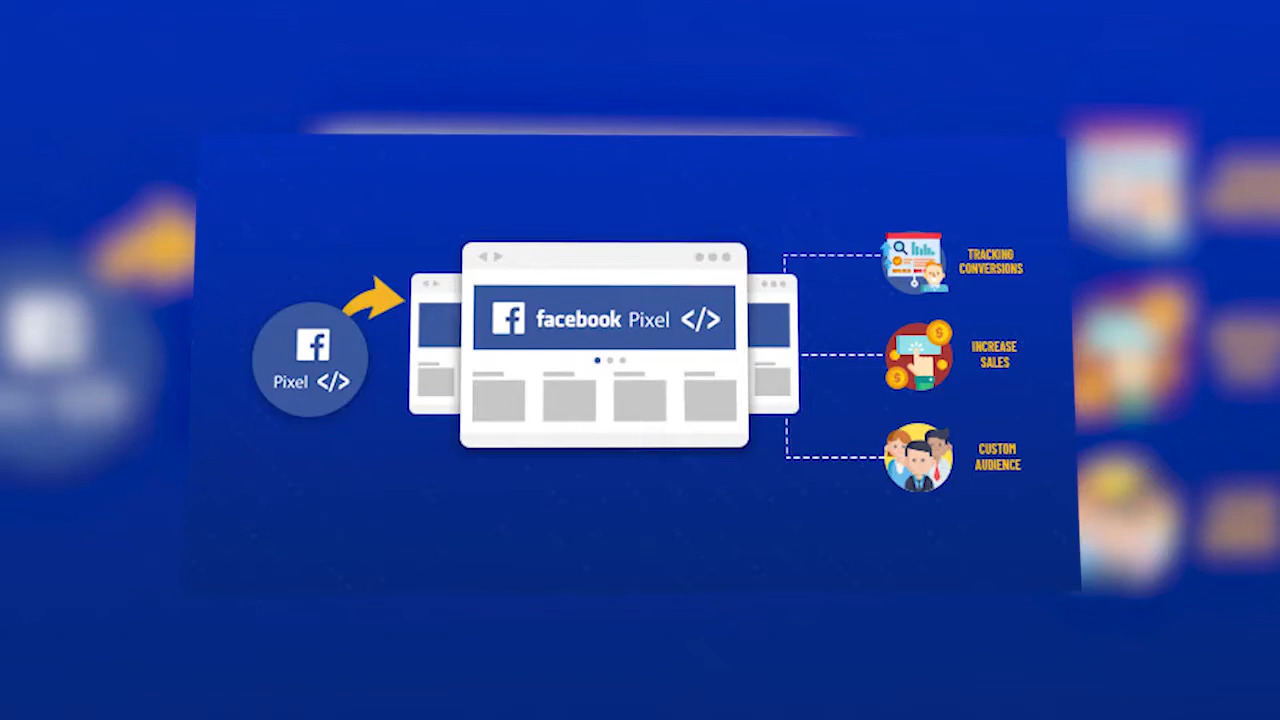 Pixel </>
facebook Pixel </>
TRACKING
CONVERSIONS
INCREASE
SALES
CUSTOM
AUDIENCE